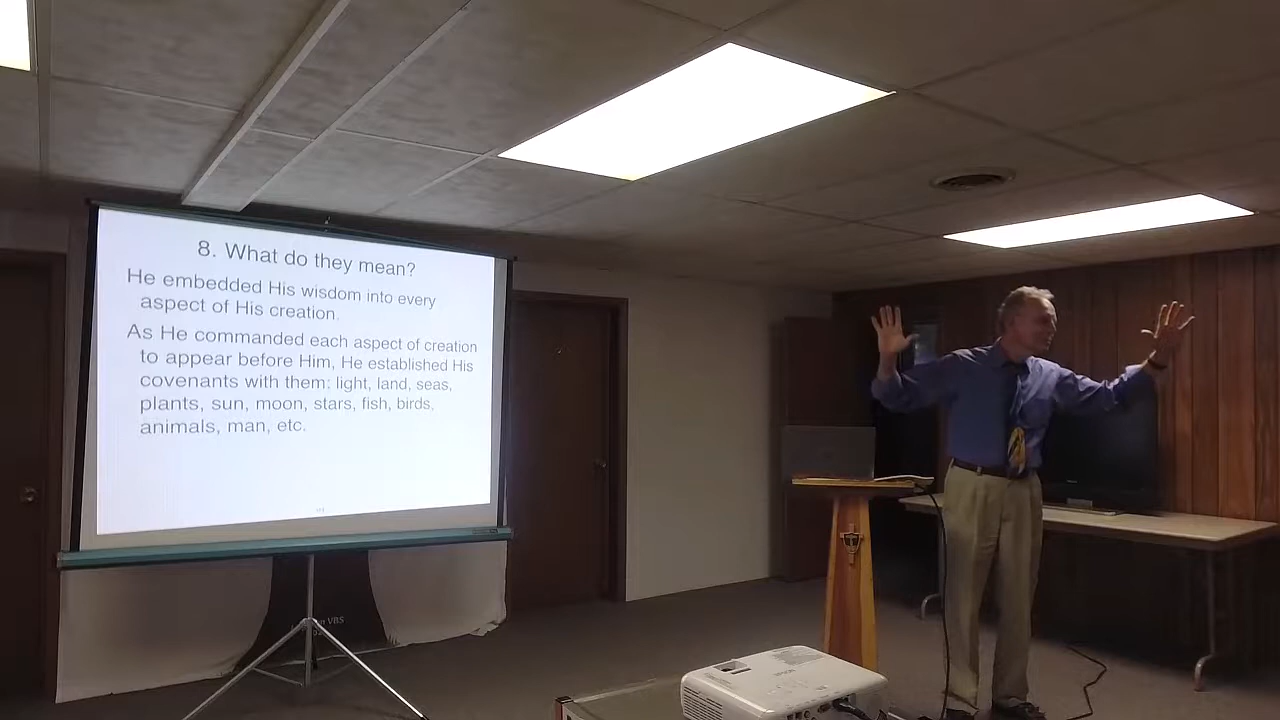 8. What do they mean?
He embedded His wisdom into every
aspect of His creation.
As He commanded each aspect of creation
to appear before Him, He established His
covenants with them: light, land, seas,
plants, sun, moon, stars, fish, birds,
animals, man, etc.
VBS
EPSON